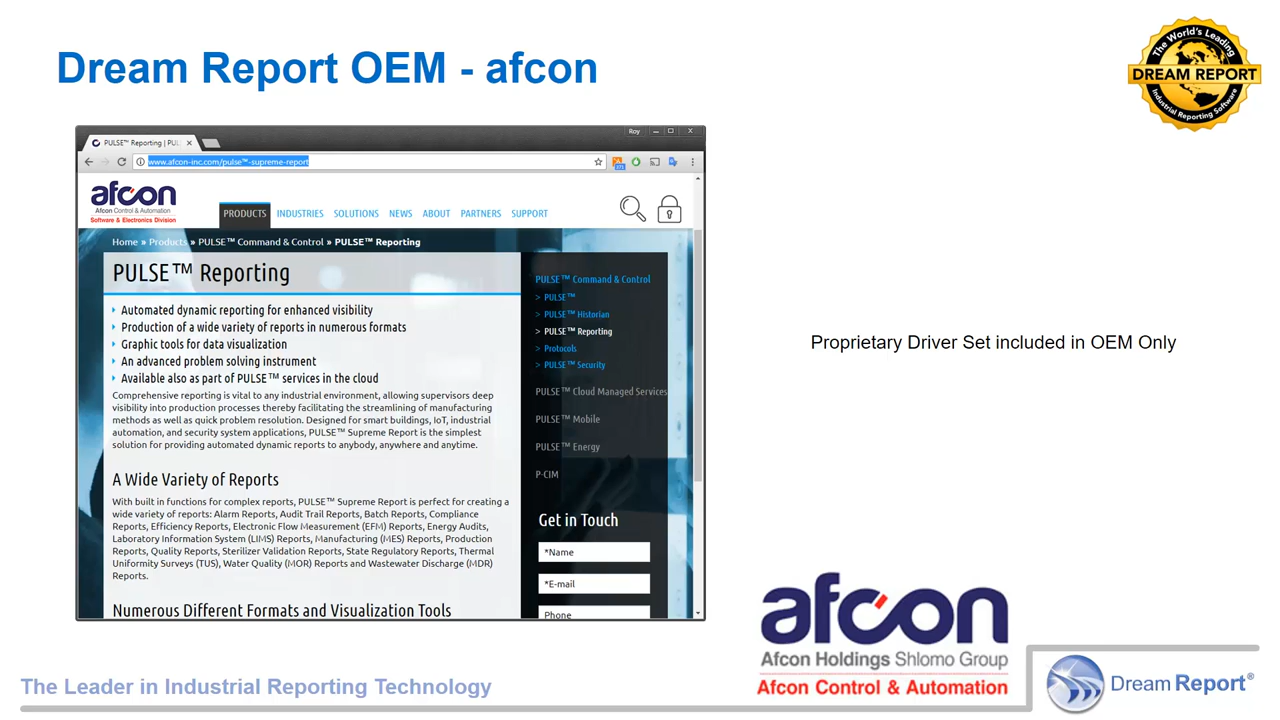 Dream Report OEM - afcon
The World's Leading
DREAM REPORT
Industrial Reporting Software
Roy
PULSE™ Reporting | PUL
www.afcon-inc.com/pulse™-supreme-report
afcon
Afcon Control & Automation
Software & Electronics Division
PRODUCTS INDUSTRIES SOLUTIONS NEWS ABOUT PARTNERS SUPPORT
Home » Products » PULSE™ Command & Control » PULSE™ Reporting
PULSE™ Reporting
Automated dynamic reporting for enhanced visibility
Production of a wide variety of reports in numerous formats
Graphic tools for data visualization
An advanced problem solving instrument
Available also as part of PULSE™ services in the cloud
Comprehensive reporting is vital to any industrial environment, allowing supervisors deep
visibility into production processes thereby facilitating the streamlining of manufacturing
methods as well as quick problem resolution. Designed for smart buildings, IoT, industrial
automation, and security system applications, PULSE™ Supreme Report is the simplest
solution for providing automated dynamic reports to anybody, anywhere and anytime.
A Wide Variety of Reports
With built in functions for complex reports, PULSE™ Supreme Report is perfect for creating a
wide variety of reports: Alarm Reports, Audit Trail Reports, Batch Reports, Compliance
Reports, Efficiency Reports, Electronic Flow Measurement (EFM) Reports, Energy Audits,
Laboratory Information System (LIMS) Reports, Manufacturing (MES) Reports, Production
Reports, Quality Reports, Sterilizer Validation Reports, State Regulatory Reports, Thermal
Uniformity Surveys (TUS), Water Quality (MOR) Reports and Wastewater Discharge (MDR)
Reports.
Numerous Different Formats and Visualization Tools
PULSE™ Command & Control
> PULSE™
> PULSE™ Historian
> PULSE™ Reporting
> Protocols
> PULSE™ Security
PULSE™ Cloud Managed Services
PULSE™ Mobile
PULSE™ Energy
P-CIM
Get in Touch
*Name
*E-mail
Phone
Proprietary Driver Set included in OEM Only
afcon
Afcon Holdings Shlomo Group
Afcon Control & Automation
The Leader in Industrial Reporting Technology
Dream Report®